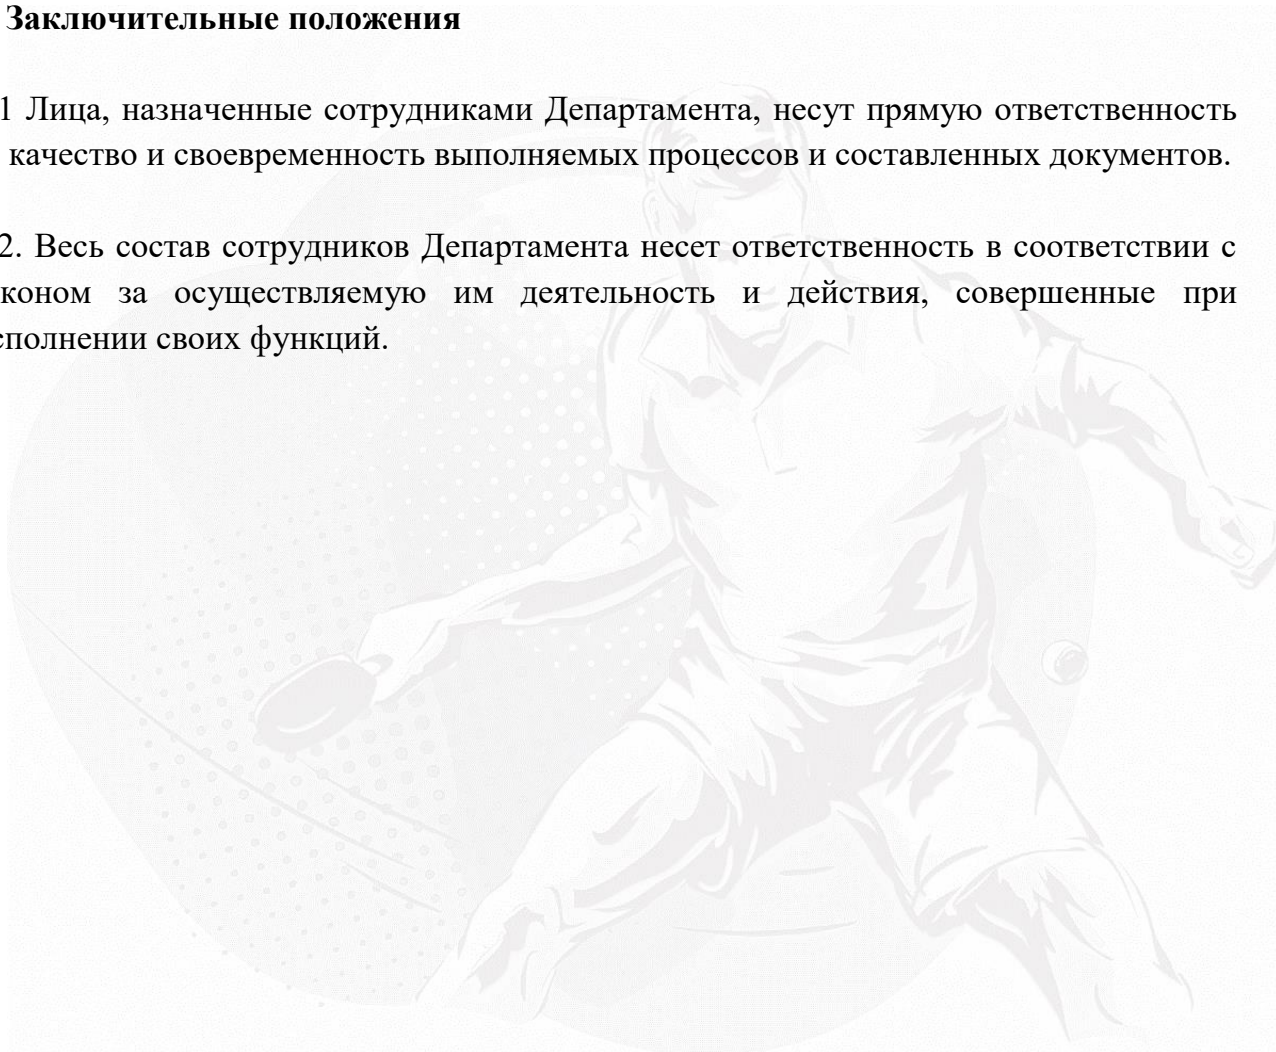 Заключительные положения
1 Лица, назначенные сотрудниками Департамента, несут прямую ответственность
качество и своевременность выполняемых процессов и составленных документов.
2. Весь состав сотрудников Департамента несет ответственность в соответствии с
коном за осуществляемую им деятельность и действия, совершенные при
сполнении своих функций.